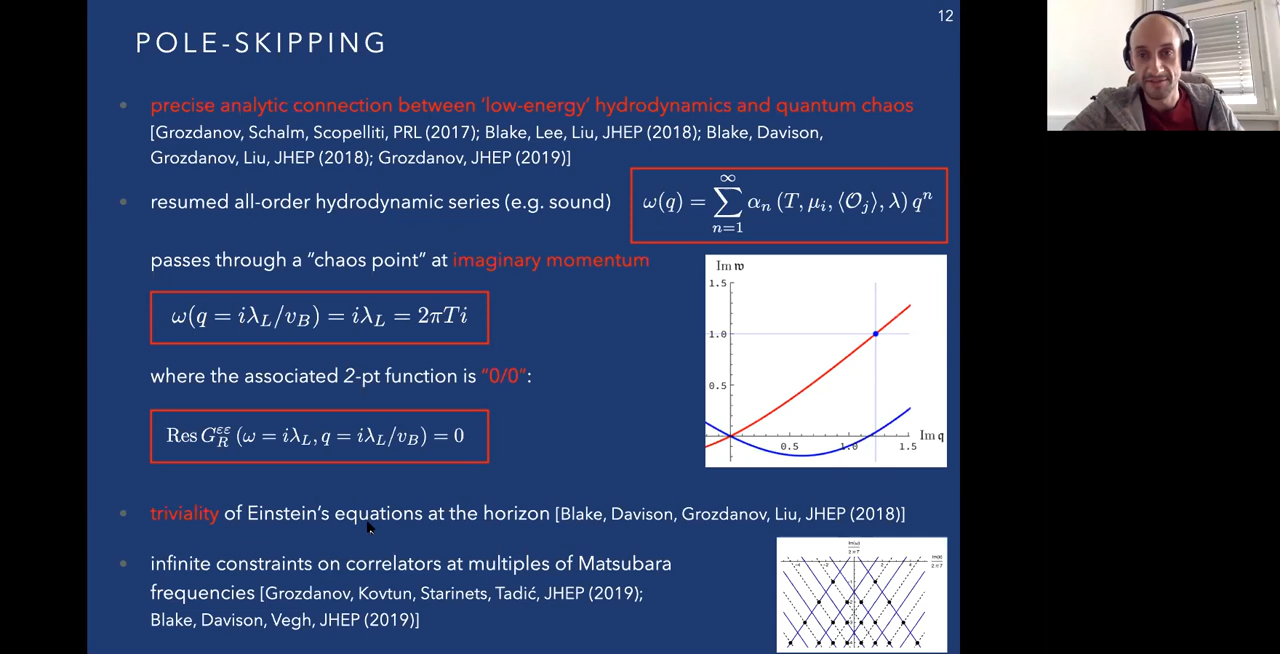 12
POLE-SKIPPING
• precise analytic connection between 'low-energy' hydrodynamics and quantum chaos
[Grozdanov, Schalm, Scopelliti, PRL (2017); Blake, Lee, Liu, JHEP (2018); Blake, Davison,
Grozdanov, Liu, JHEP (2018); Grozdanov, JHEP (2019)]
• resumed all-order hydrodynamic series (e.g. sound)
ω(q) = ∑_{n=1}^{∞} α_n (T, μ_i, ⟨O_j⟩, λ) q^n
passes through a "chaos point" at imaginary momentum
ω(q = iλ_L/v_B) = iλ_L = 2πTi
where the associated 2-pt function is "0/0":
Res G_R^{εε} (ω = iλ_L, q = iλ_L/v_B) = 0
Im 𝔴
1.5
1.0
0.5
0.5 1.0 1.5
Im 𝔮
• triviality of Einstein's equations at the horizon [Blake, Davison, Grozdanov, Liu, JHEP (2018)]
• infinite constraints on correlators at multiples of Matsubara
frequencies [Grozdanov, Kovtun, Starinets, Tadić, JHEP (2019);
Blake, Davison, Vegh, JHEP (2019)]